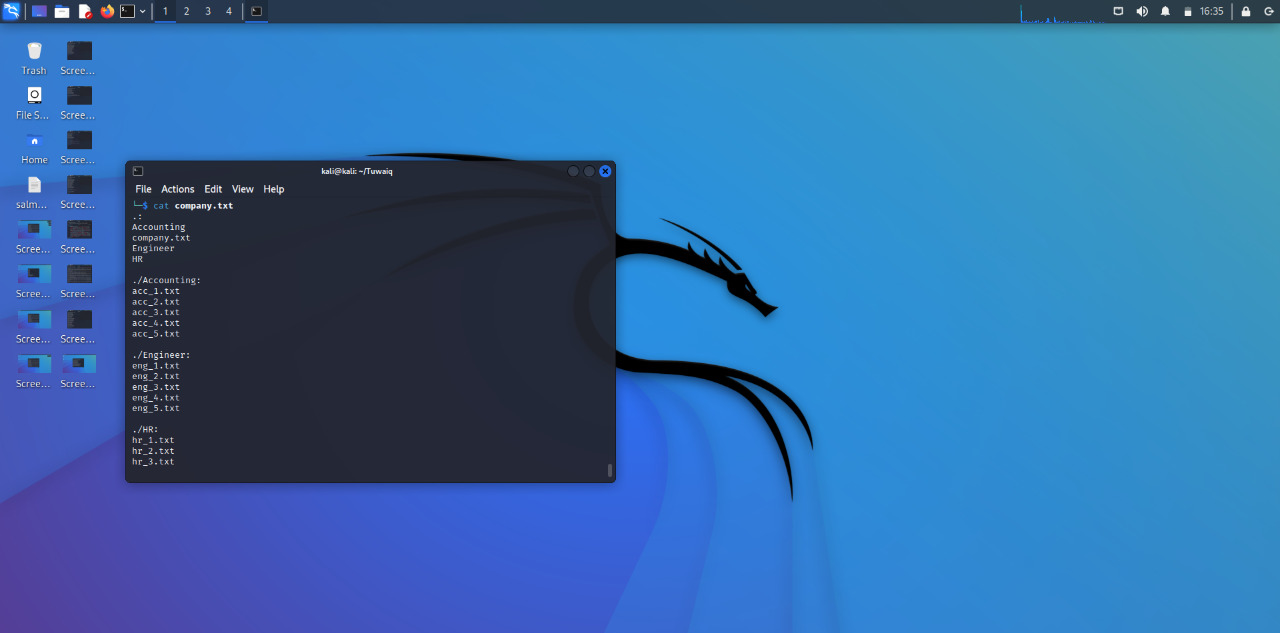 1 2 3 4
16:35
Trash
Scree...
File S...
Scree...
Home
Scree...
salm...
Scree...
Scree...
Scree...
Scree...
Scree...
Scree...
Scree...
Scree...
Scree...
kali@kali: ~/Tuwaiq
File Actions Edit View Help
└─$ cat company.txt
.:
Accounting
company.txt
Engineer
HR
./Accounting:
acc_1.txt
acc_2.txt
acc_3.txt
acc_4.txt
acc_5.txt
./Engineer:
eng_1.txt
eng_2.txt
eng_3.txt
eng_4.txt
eng_5.txt
./HR:
hr_1.txt
hr_2.txt
hr_3.txt